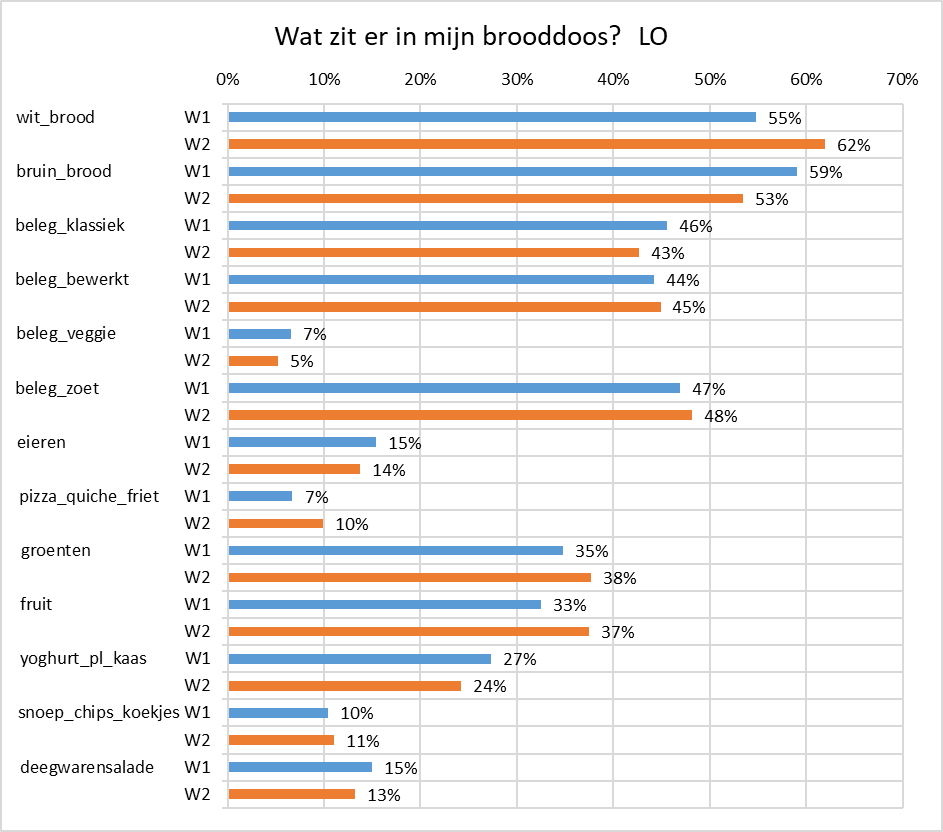 Wat zit er in mijn brooddoos?   LO
0% 10% 20% 30% 40% 50% 60% 70%
wit_brood W1 55%
W2 62%
bruin_brood W1 59%
W2 53%
beleg_klassiek W1 46%
W2 43%
beleg_bewerkt W1 44%
W2 45%
beleg_veggie W1 7%
W2 5%
beleg_zoet W1 47%
W2 48%
eieren W1 15%
W2 14%
pizza_quiche_friet W1 7%
W2 10%
groenten W1 35%
W2 38%
fruit W1 33%
W2 37%
yoghurt_pl_kaas W1 27%
W2 24%
snoep_chips_koekjes W1 10%
W2 11%
deegwarensalade W1 15%
W2 13%